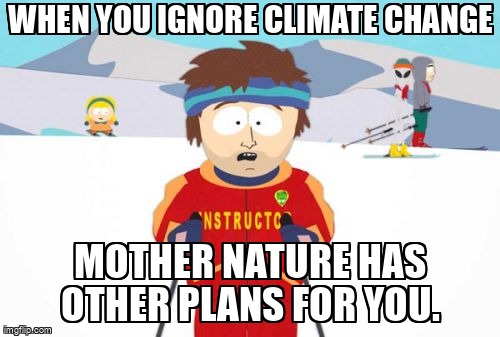 WHEN YOU IGNORE CLIMATE CHANGE
NSTRUCTO
MOTHER NATURE HAS
OTHER PLANS FOR YOU.
imgflip.com